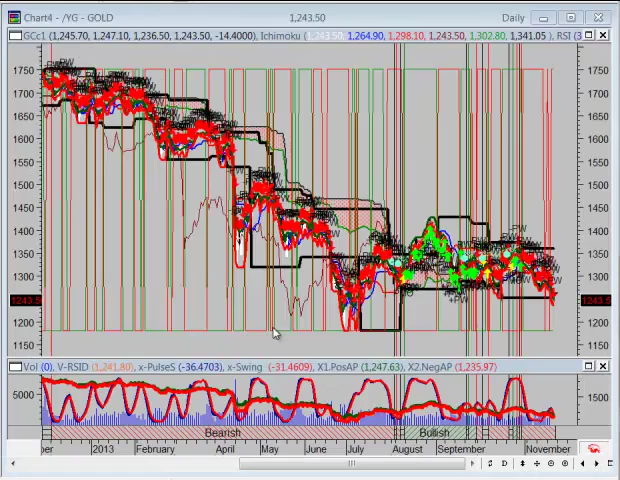 Chart4 - /YG - GOLD 1,243.50 Daily
GCc1 (1,245.70, 1,247.10, 1,236.50, 1,243.50, -14.4000), Ichimoku ( 1,243.50, 1,264.90, 1,298.10, 1,243.50, 1,302.80, 1,341.05 ), RSI (3
1750 1750
1700 1700
1650 1650
1600 1600
1550 1550
1500 1500
1450 1450
1400 1400
1350 1350
1300 1300
1243.5 1243.5
1200 1200
1150 1150
Vol (0), V-RSID (1,241.80), x-PulseS (-36.4703), x-Swing (-31.4609), X1.PosAP (1,247.63), X2.NegAP (1,235.97)
5000 1500
Bearish Bullish
ber 2013 February April May June July August September November
D